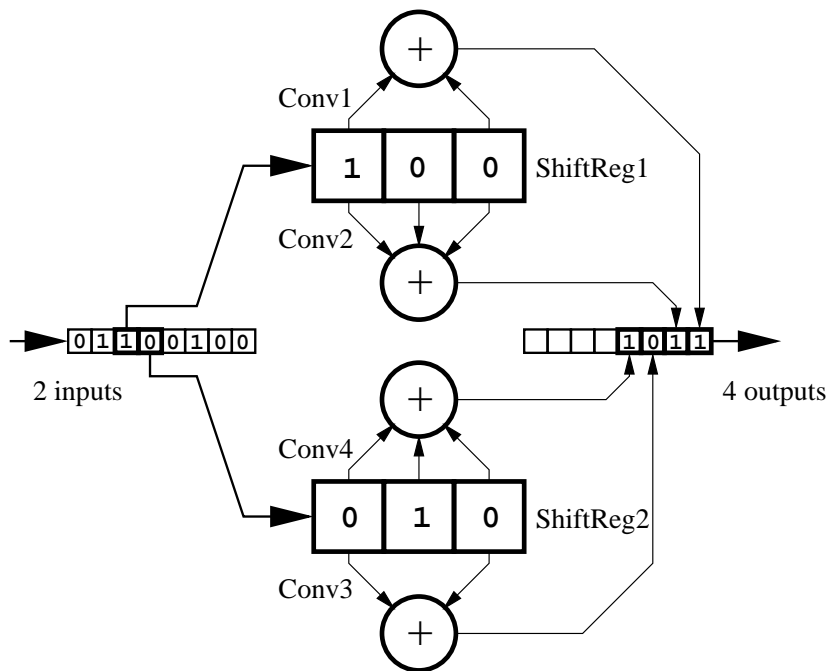 +
Conv1
1 0 0
ShiftReg1
Conv2
+
0 1 1 0 0 1 0 0
1 0 1 1
2 inputs
4 outputs
+
Conv4
0 1 0
ShiftReg2
Conv3
+